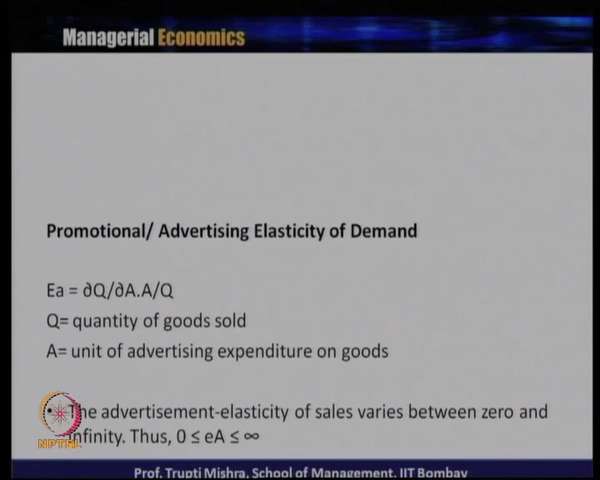 Managerial Economics
Promotional/ Advertising Elasticity of Demand
Ea = ∂Q/∂A.A/Q
Q= quantity of goods sold
A= unit of advertising expenditure on goods
• The advertisement-elasticity of sales varies between zero and
infinity. Thus, 0 ≤ eA ≤ ∞
NPTEL
Prof. Trupti Mishra, School of Management, IIT Bombay